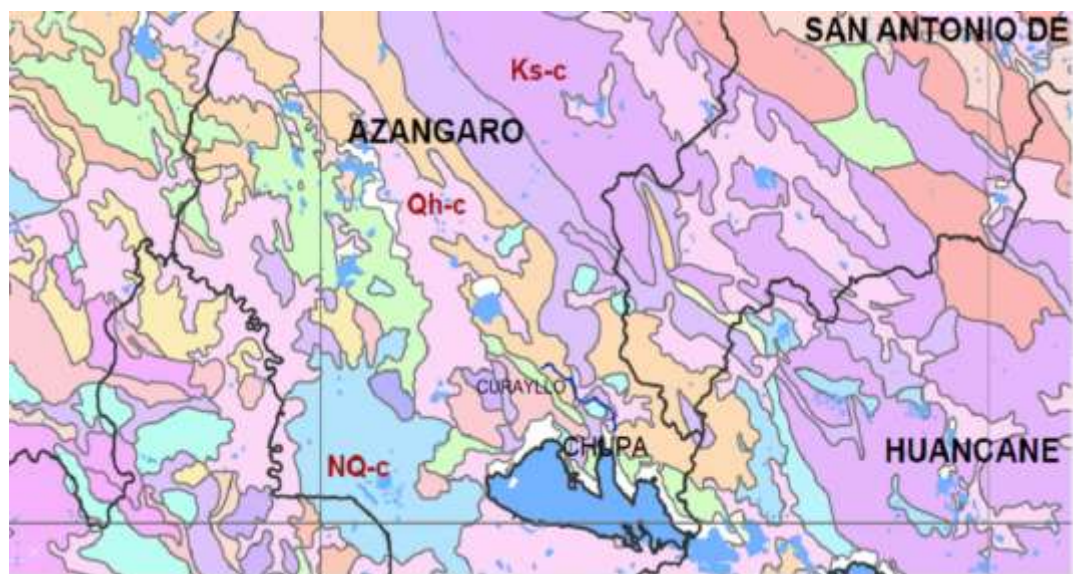 SAN ANTONIO DE
Ks-c
AZANGARO
Qh-c
CURAYLLO
CHUPA
HUANCANE
NQ-c